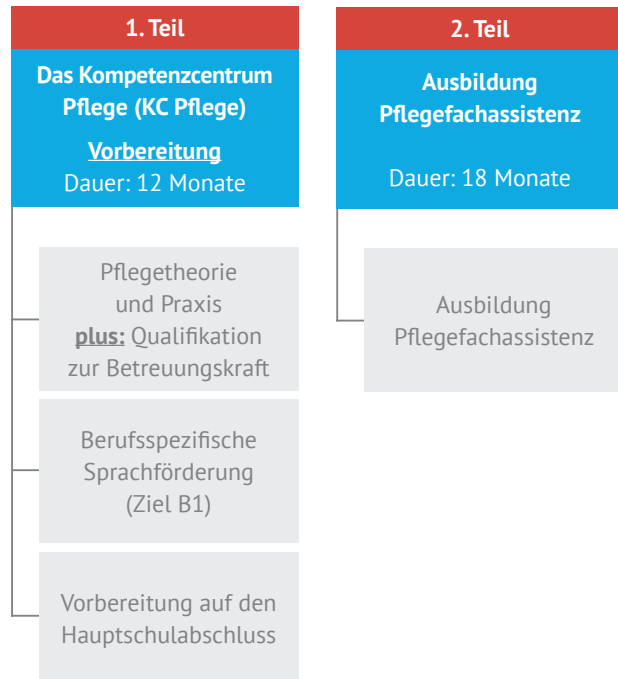 1. Teil
Das Kompetenzcentrum
Pflege (KC Pflege)
Vorbereitung
Dauer: 12 Monate
Pflegetheorie
und Praxis
plus: Qualifikation
zur Betreuungskraft
Berufsspezifische
Sprachförderung
(Ziel B1)
Vorbereitung auf den
Hauptschulabschluss
2. Teil
Ausbildung
Pflegefachassistenz
Dauer: 18 Monate
Ausbildung
Pflegefachassistenz